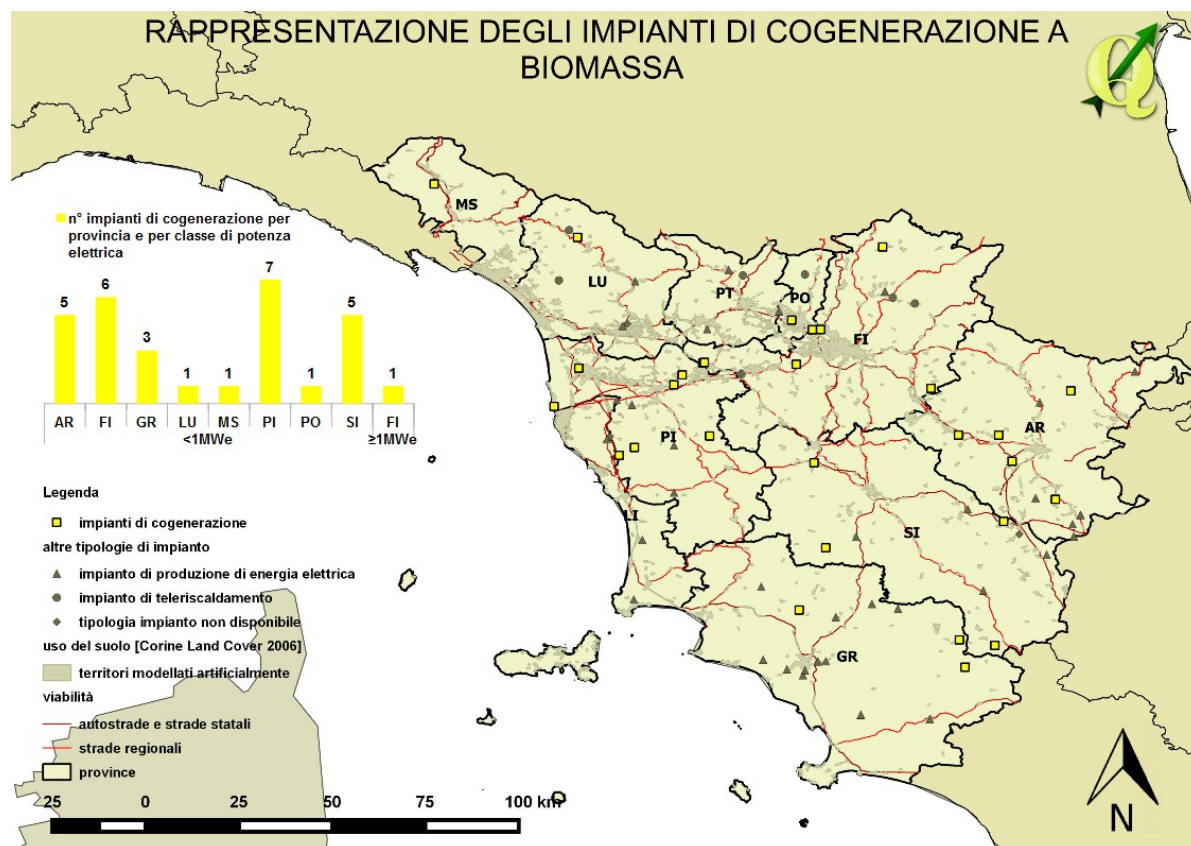 RAPPRESENTAZIONE DEGLI IMPIANTI DI COGENERAZIONE A
BIOMASSA
n° impianti di cogenerazione per
provincia e per classe di potenza
elettrica
5
6
3
1
1
7
1
5
1
AR FI GR LU MS PI PO SI FI
<1MWe ≥1MWe
Legenda
impianti di cogenerazione
altre tipologie di impianto
impianto di produzione di energia elettrica
impianto di teleriscaldamento
tipologia impianto non disponibile
uso del suolo [Corine Land Cover 2006]
territori modellati artificialmente
viabilità
autostrade e strade statali
strade regionali
province
25 0 25 50 75 100 km
MS
LU
PT
PO
FI
PI
AR
LI
SI
GR
N
Q